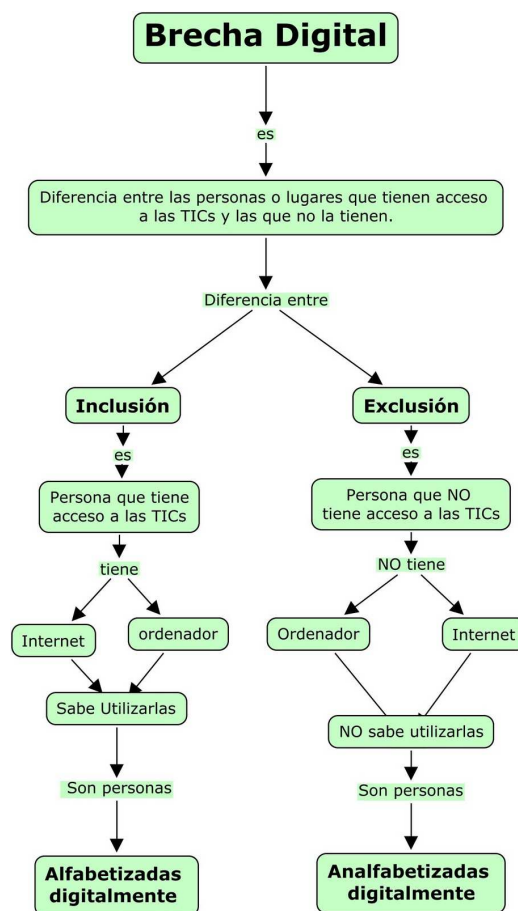 Brecha Digital
es
Diferencia entre las personas o lugares que tienen acceso
a las TICs y las que no la tienen.
Diferencia entre
Inclusión
es
Persona que tiene
acceso a las TICs
tiene
Internet
ordenador
Sabe Utilizarlas
Son personas
Alfabetizadas
digitalmente
Exclusión
es
Persona que NO
tiene acceso a las TICs
NO tiene
Ordenador
Internet
NO sabe utilizarlas
Son personas
Analfabetizadas
digitalmente